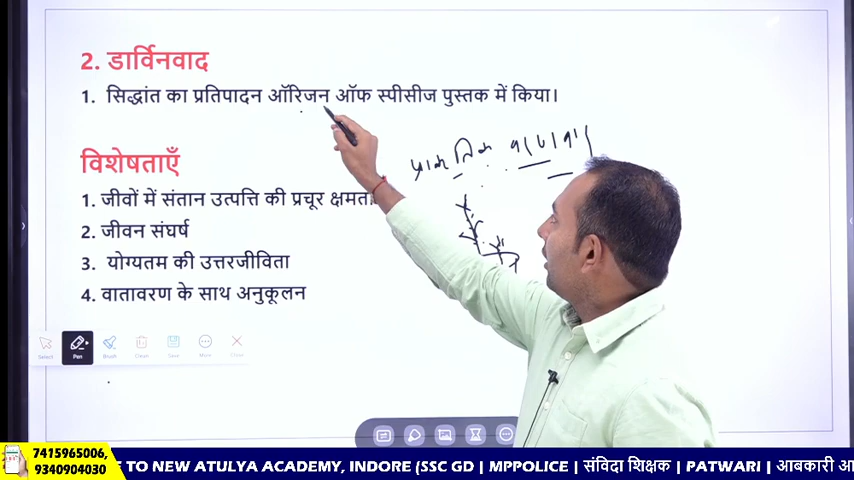 2. डार्विनवाद
1. सिद्धांत का प्रतिपादन ऑरिजन ऑफ स्पीसीज पुस्तक में किया।
विशेषताएँ
1. जीवों में संतान उत्पत्ति की प्रचूर क्षमता
2. जीवन संघर्ष
3. योग्यतम की उत्तरजीविता
4. वातावरण के साथ अनुकूलन
Select
Pen
Brush
Clean
Save
More
Close
7415965006,
9340904030
E TO NEW ATULYA ACADEMY, INDORE (SSC GD | MPPOLICE | संविदा शिक्षक | PATWARI | आबकारी आ